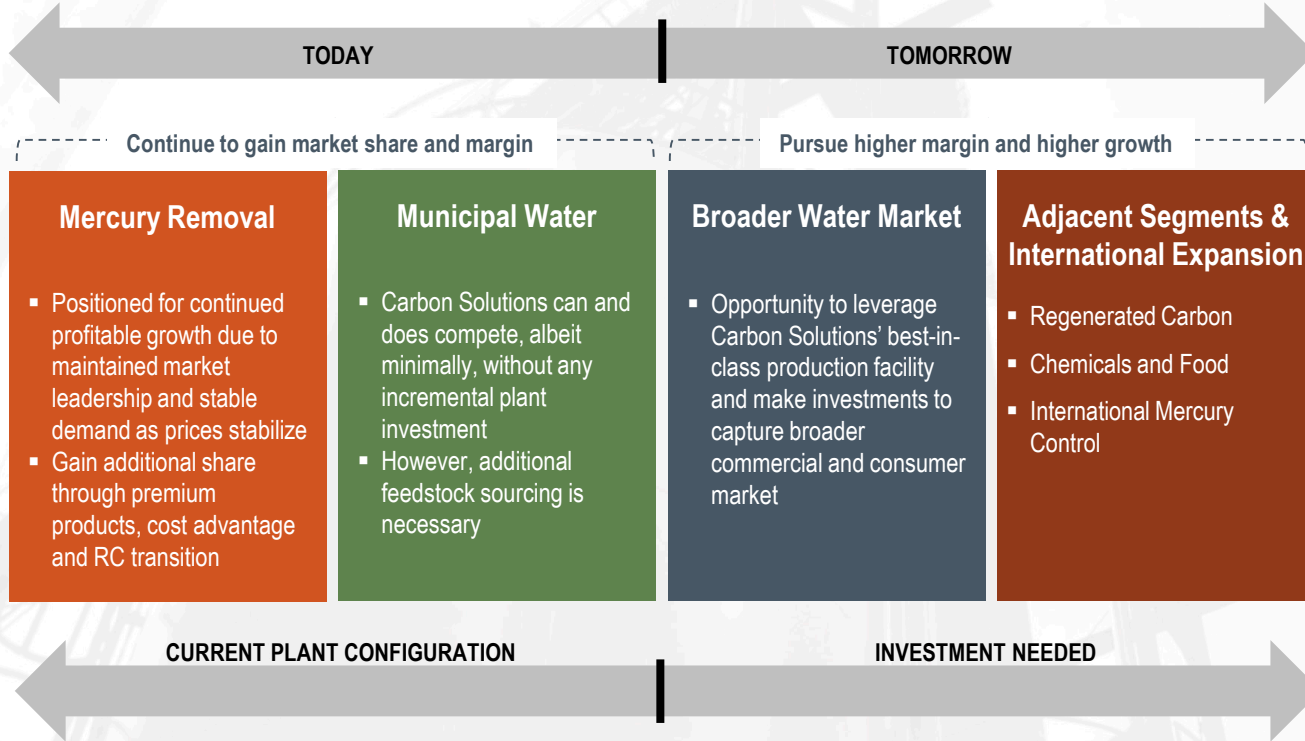 TODAY
TOMORROW
Continue to gain market share and margin
Pursue higher margin and higher growth
Mercury Removal
▪ Positioned for continued
profitable growth due to
maintained market
leadership and stable
demand as prices stabilize
▪ Gain additional share
through premium
products, cost advantage
and RC transition
Municipal Water
▪ Carbon Solutions can and
does compete, albeit
minimally, without any
incremental plant
investment
▪ However, additional
feedstock sourcing is
necessary
Broader Water Market
▪ Opportunity to leverage
Carbon Solutions’ best-in-
class production facility
and make investments to
capture broader
commercial and consumer
market
Adjacent Segments &
International Expansion
▪ Regenerated Carbon
▪ Chemicals and Food
▪ International Mercury
Control
CURRENT PLANT CONFIGURATION
INVESTMENT NEEDED